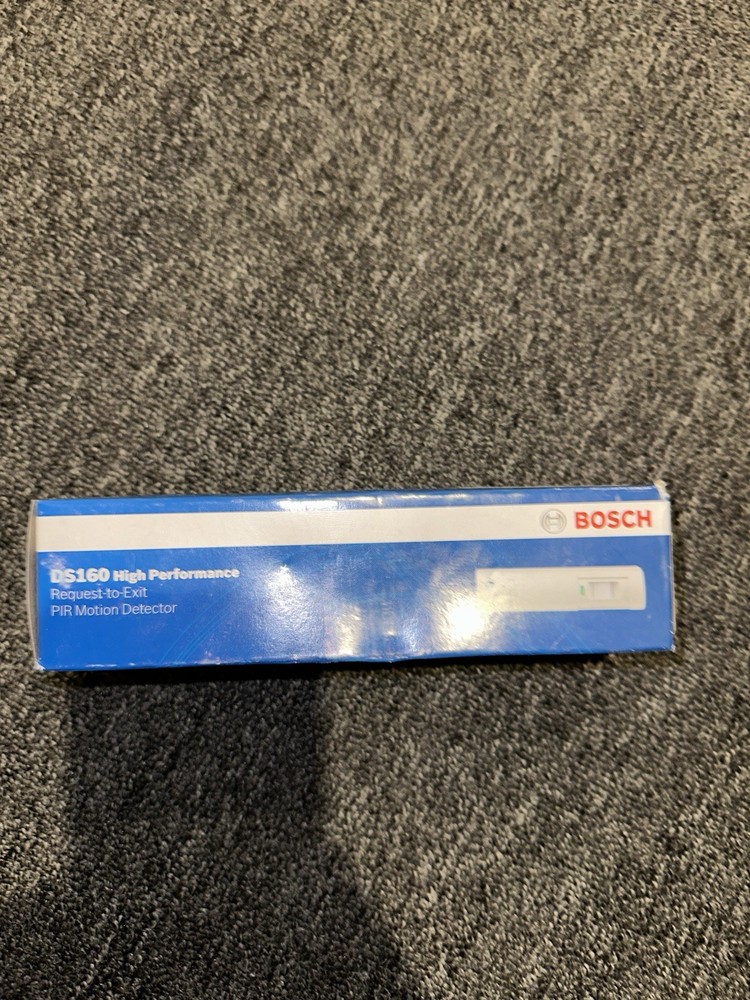 BOSCH
DS160 High Performance
Request-to-Exit
PIR Motion Detector